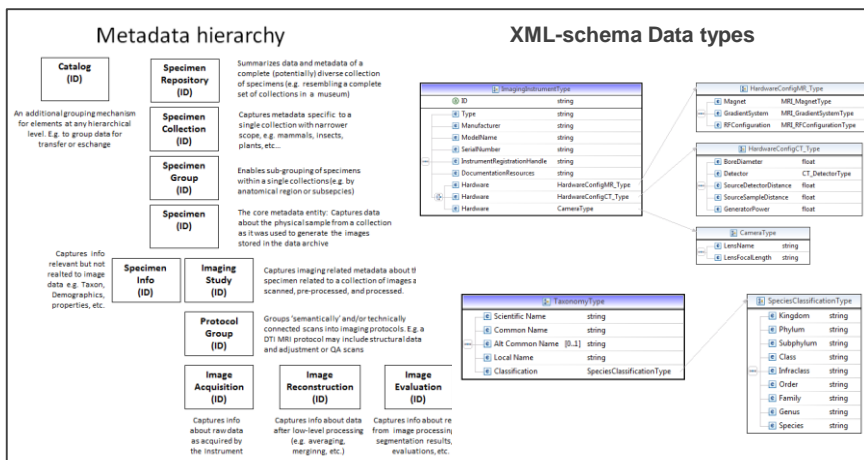 Metadata hierarchy
Catalog
(ID)
An additional grouping mechanism
for elements at any hierarchical
level. E.g. to group data for
transfer or eschange
Specimen
Repository
(ID)
Summarizes data and metadata of a
complete (potentially) diverse collection
of specimens (e.g. resembling a complete
set of collections in a museum)
Specimen
Collection
(ID)
Captures metadata specific to a
single collection with narrower
scope, e.g. mammals, insects,
plants, etc...
Specimen
Group
(ID)
Enables sub-grouping of specimens
within a single collections (e.g. by
anatomical region or subsepcies)
Specimen
(ID)
The core metadata entity: Captures data
about the physical sample from a collection
as it was used to generate the images
stored in the data archive
Captures info
relevant but not
realted to image
data e.g. Taxon,
Demographics,
properties, etc.
Specimen
Info
(ID)
Imaging
Study
(ID)
Captures imaging related metadata about th
specimen related to a collection of images a
scanned, pre-processed, and processed.
Protocol
Group
(ID)
Groups 'semantically' and/or technically
connected scans into imaging protocols. E.g. a
DTI MRI protocol may include structural data
and adjustment or QA scans
Image
Acquisition
(ID)
Captures info
about raw data
as acquired by
the Instrument
Image
Reconstruction
(ID)
Captures info about data
after low-level processing
(e.g. averaging,
merginng, etc.)
Image
Evaluation
(ID)
Captures info about re
from image processing
segmentation results,
evaluations, etc.
XML-schema Data types
ImagingInstrumentType
ID string
Type string
Manufacturer string
ModelName string
SerialNumber string
InstrumentRegistrationHandle string
DocumentationResources string
Hardware HardwareConfigMR_Type
Hardware HardwareConfigCT_Type
Hardware CameraType
HardwareConfigMR_Type
Magnet MRI_MagnetType
GradientSystem MRI_GradientSystemType
RFConfiguration MRI_RFConfigurationType
HardwareConfigCT_Type
BoreDiameter float
Detector CT_DetectorType
SourceDetectorDistance float
SourceSampleDistance float
GeneratorPower float
CameraType
LensName string
LensFocalLength string
TaxonomyType
Scientific Name string
Common Name string
Alt Common Name [0..1] string
Local Name string
Classification SpeciesClassificationType
SpeciesClassificationType
Kingdom string
Phylum string
Subphylum string
Class string
Infraclass string
Order string
Family string
Genus string
Species string